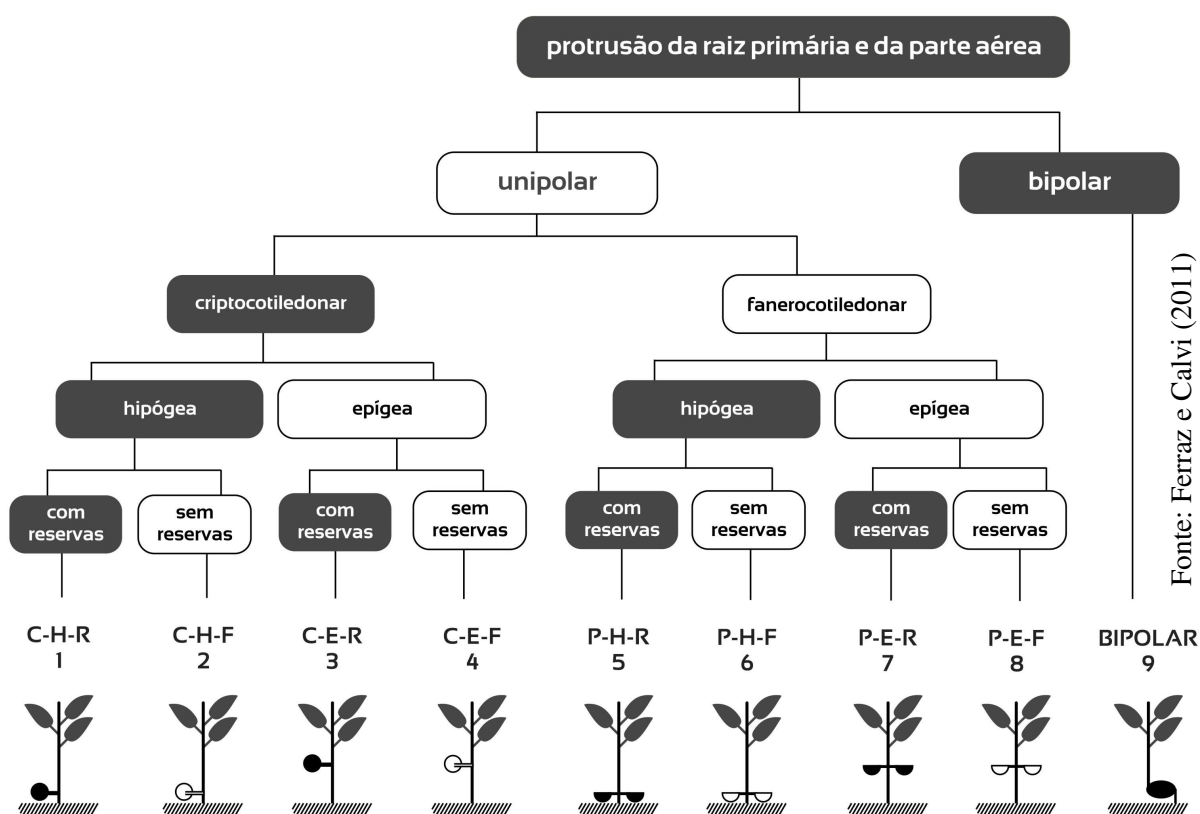 protrusão da raiz primária e da parte aérea
unipolar
bipolar
criptocotiledonar
fanerocotiledonar
hipógea
epígea
hipógea
epígea
com
reservas
sem
reservas
com
reservas
sem
reservas
com
reservas
sem
reservas
com
reservas
sem
reservas
C-H-R
1
C-H-F
2
C-E-R
3
C-E-F
4
P-H-R
5
P-H-F
6
P-E-R
7
P-E-F
8
BIPOLAR
9
Fonte: Ferraz e Calvi (2011)